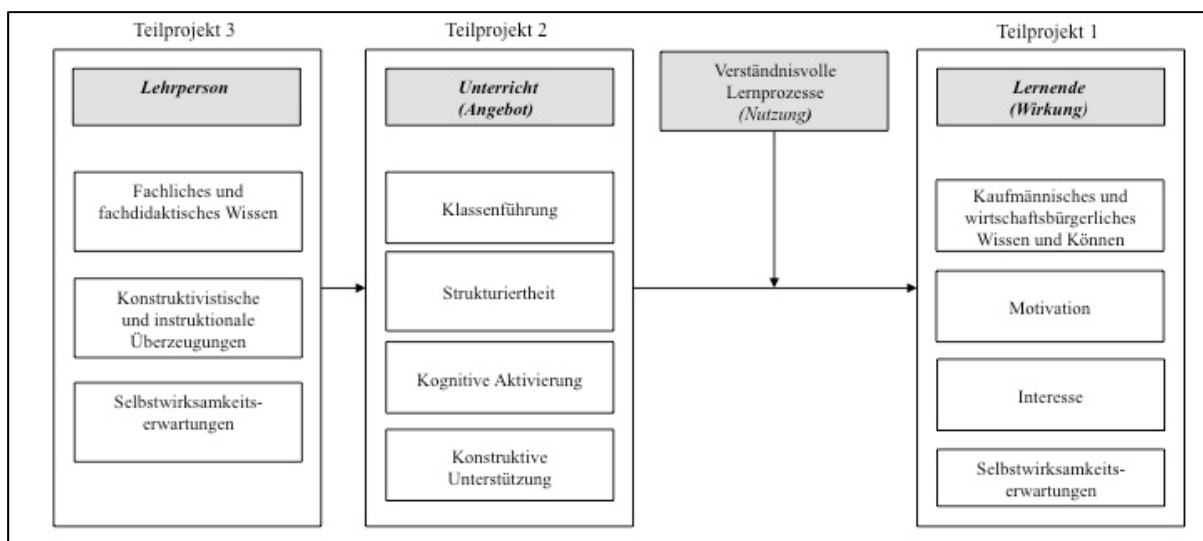 Teilprojekt 3
Lehrperson
Fachliches und
fachdidaktisches Wissen
Konstruktivistische
und instruktionale
Überzeugungen
Selbstwirksamkeits-
erwartungen
Teilprojekt 2
Unterricht
(Angebot)
Klassenführung
Strukturiertheit
Kognitive Aktivierung
Konstruktive
Unterstützung
Verständnisvolle
Lernprozesse
(Nutzung)
Teilprojekt 1
Lernende
(Wirkung)
Kaufmännisches und
wirtschaftsbürgerliches
Wissen und Können
Motivation
Interesse
Selbstwirksamkeits-
erwartungen